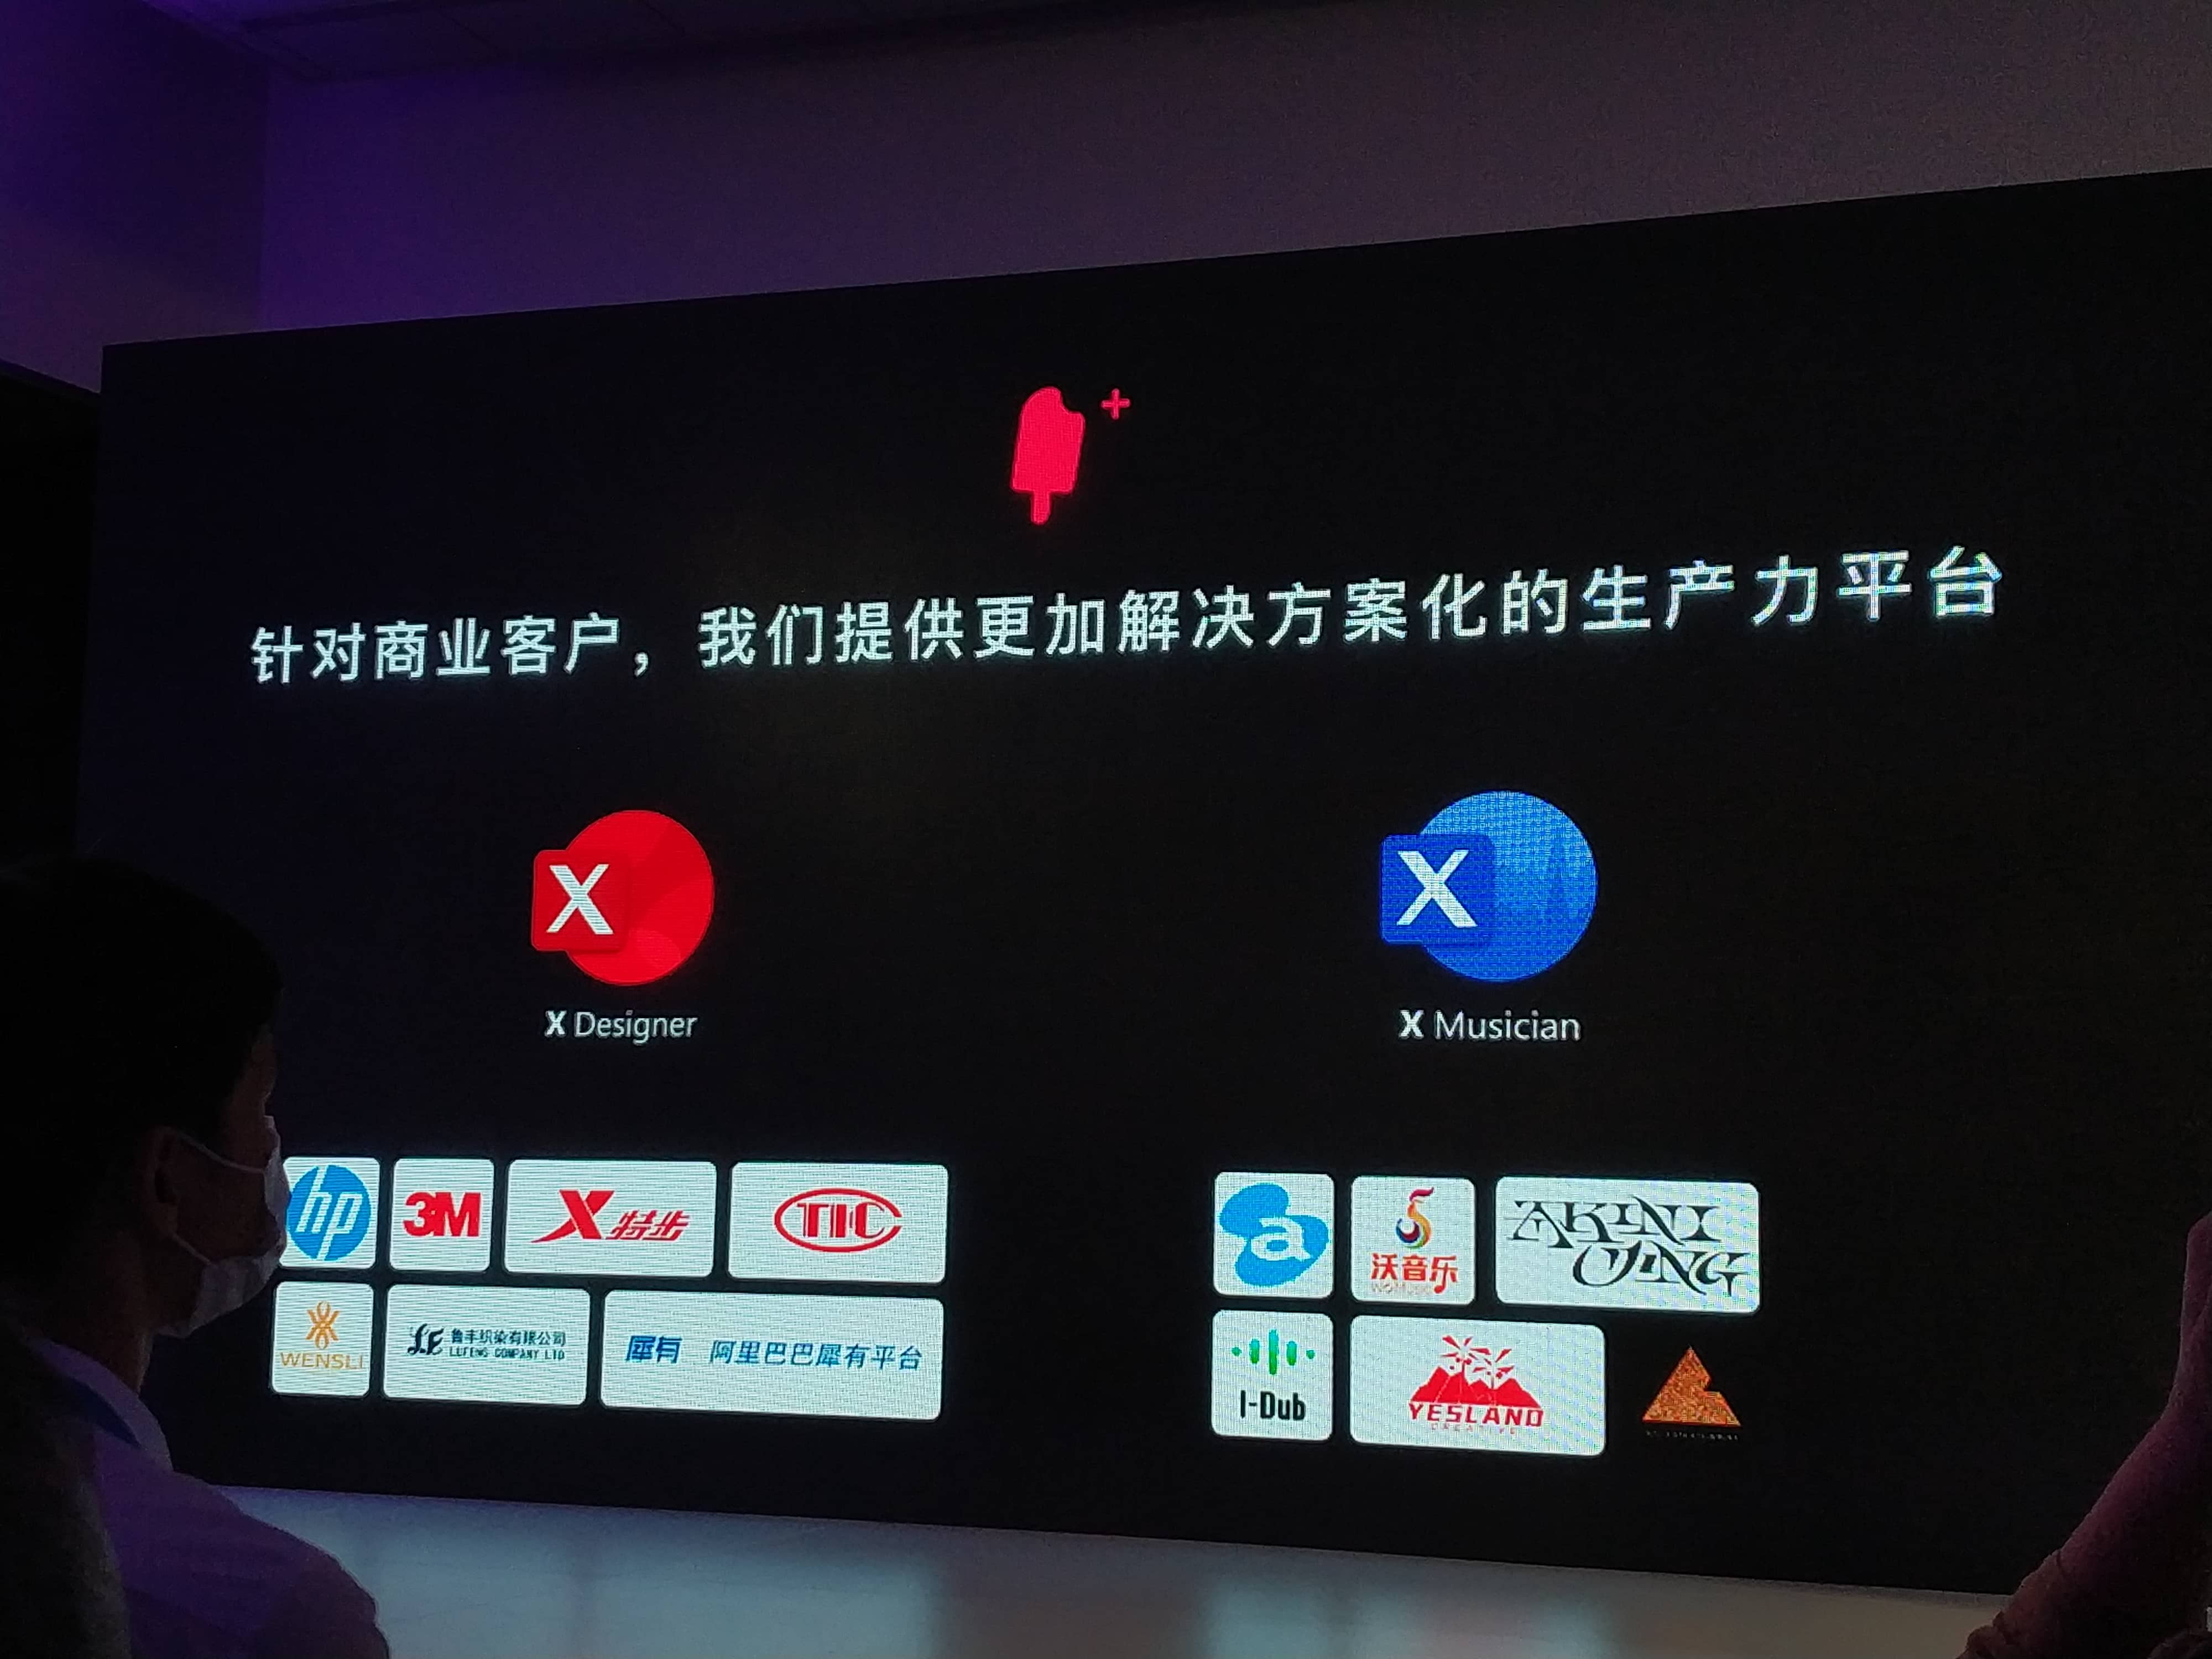 针对商业客户，我们提供更加解决方案化的生产力平台
X
X Designer
X
X Musician
hp
3M
X 特步
TIC
WENSLI
鲁丰织染有限公司
LUFENG COMPANY LTD
犀有 阿里巴巴犀有平台
a
沃音乐
AKINI
JING
I-Dub
YESLAND
CREATIVE